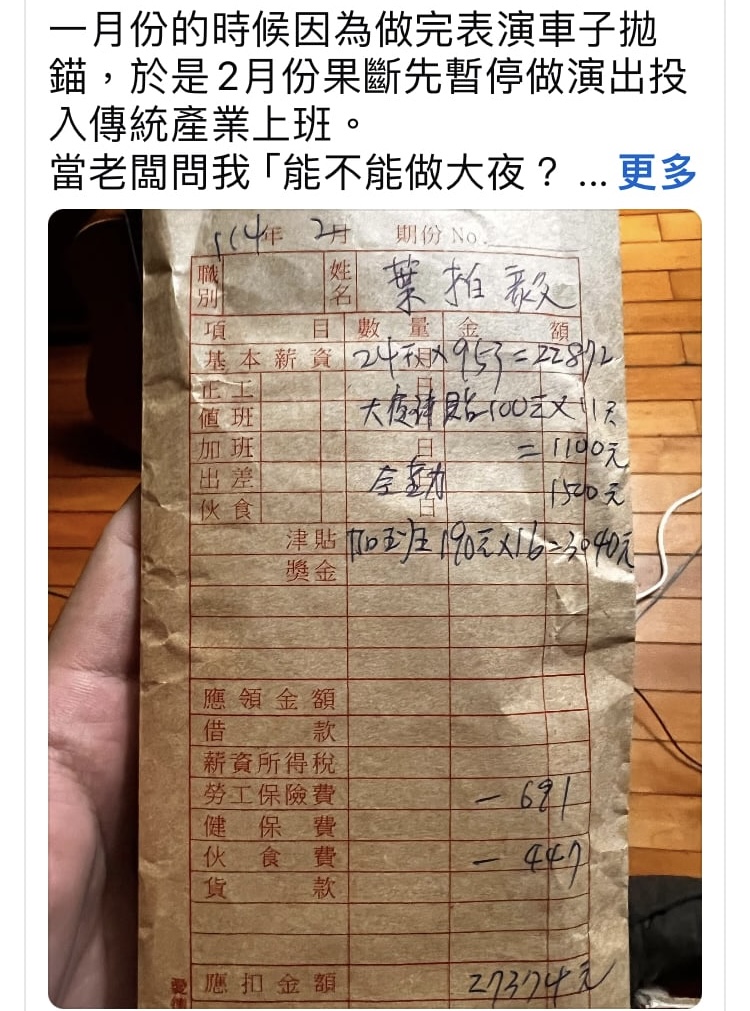 一月份的時候因為做完表演車子拋
錨，於是2月份果斷先暫停做演出投
入傳統產業上班。
當老闆問我「能不能做大夜？ ... 更多
114年 2月 期份 No.
職別 姓名 葉柏毅
項目 數量 金額
基本薪資 24天×953=22872
正工 日
值班 大夜津貼100元×11天
加班 日 =1100元
出差 全勤 1500元
伙食 日
津貼 加班 190元×16=3040元
獎金
應領金額
借款
薪資所得稅
勞工保險費 -691
健保費
伙食費 -447
貨款
應扣金額 27374元